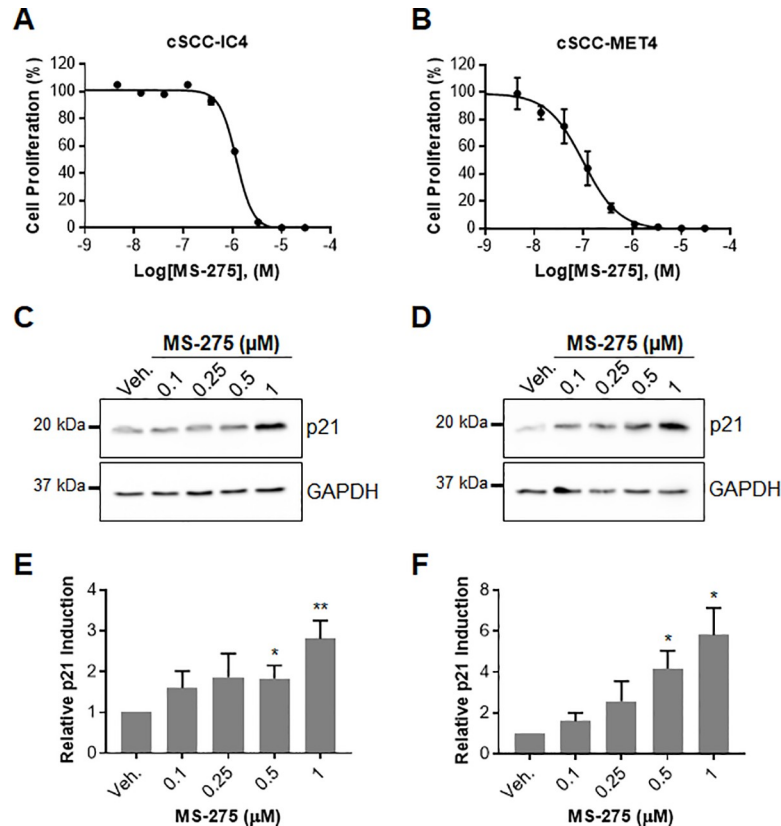 A
cSCC-IC4
Cell Proliferation (%)
120
100
80
60
40
20
0
-9
-8
-7
-6
-5
-4
Log[MS-275], (M)
B
cSCC-MET4
Cell Proliferation (%)
120
100
80
60
40
20
0
-9
-8
-7
-6
-5
-4
Log[MS-275], (M)
C
MS-275 (µM)
Veh.
0.1
0.25
0.5
1
20 kDa
p21
37 kDa
GAPDH
D
MS-275 (µM)
Veh.
0.1
0.25
0.5
1
20 kDa
p21
37 kDa
GAPDH
E
Relative p21 Induction
4
3
2
1
0
*
**
Veh.
0.1
0.25
0.5
1
MS-275 (µM)
F
Relative p21 Induction
8
6
4
2
0
*
*
Veh.
0.1
0.25
0.5
1
MS-275 (µM)